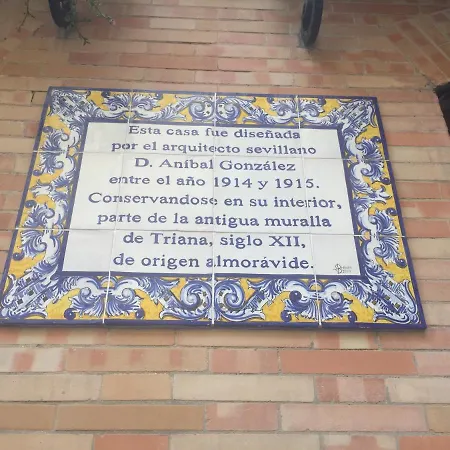 Esta casa fue diseñada
por el arquitecto sevillano
D. Aníbal González
entre el año 1914 y 1915.
Conservandose en su interior,
parte de la antigua muralla
de Triana, siglo XII,
de origen almorávide.